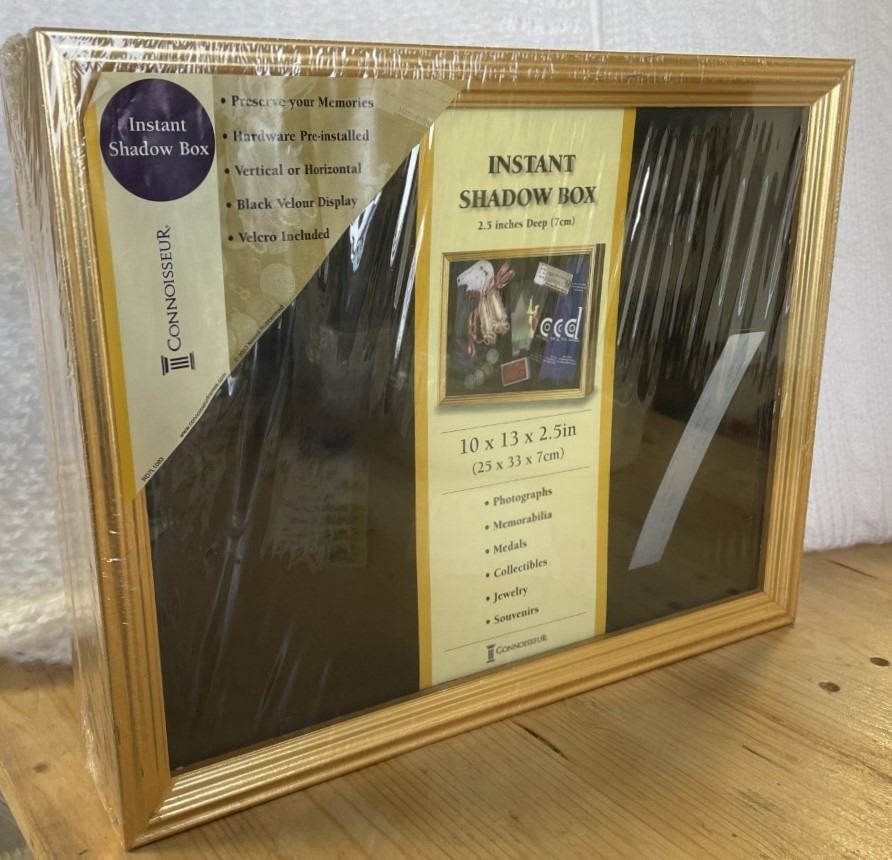 Instant
Shadow Box
• Preserve your Memories
• Hardware Pre-installed
• Vertical or Horizontal
• Black Velour Display
• Velcro Included
CONNOISSEUR
INSTANT
SHADOW BOX
2.5 inches Deep (7cm)
10 x 13 x 2.5in
(25 x 33 x 7cm)
• Photographs
• Memorabilia
• Medals
• Collectibles
• Jewelry
• Souvenirs
CONNOISSEUR